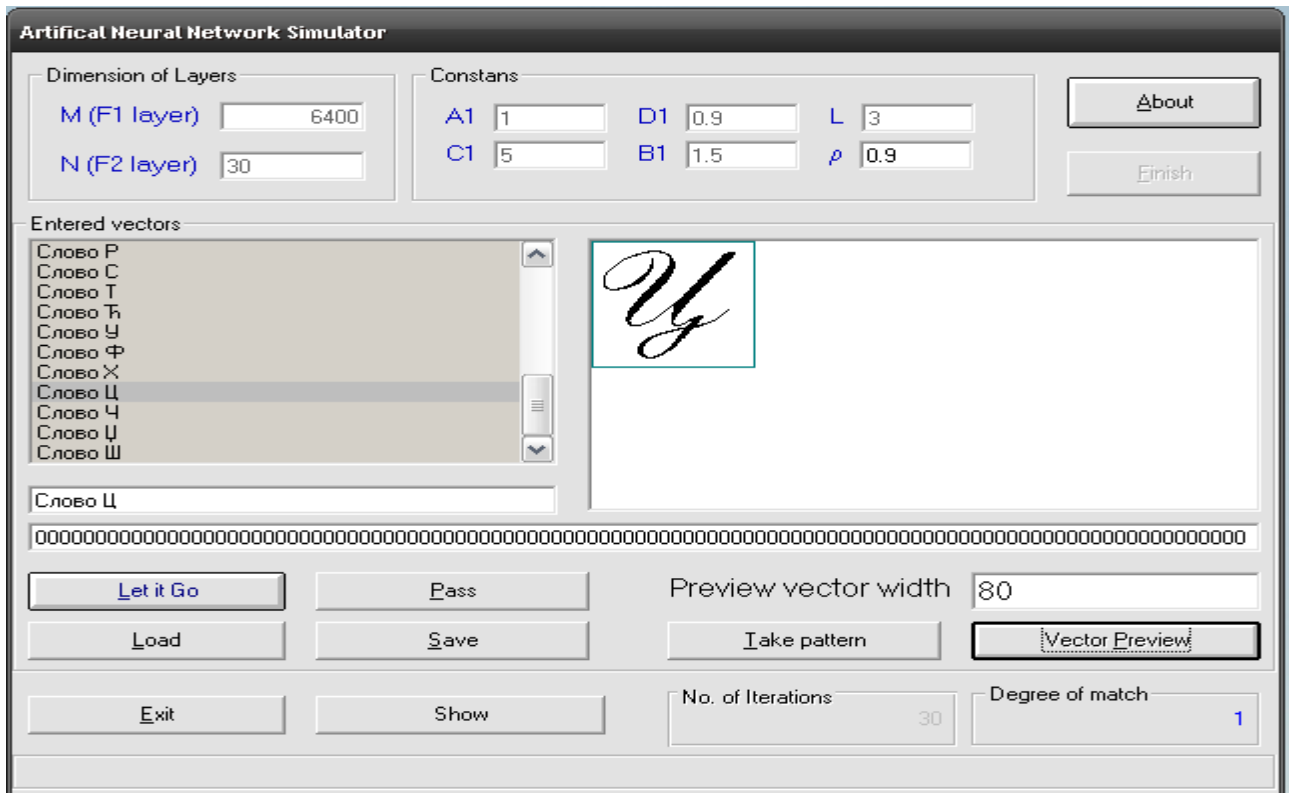 Artifical Neural Network Simulator
Dimension of Layers
M (F1 layer) 6400
N (F2 layer) 30
Constans
A1 1 D1 0.9 L 3
C1 5 B1 1.5 ρ 0.9
About
Finish
Entered vectors
Слово Р
Слово С
Слово Т
Слово Ћ
Слово У
Слово Ф
Слово Х
Слово Ц
Слово Ч
Слово Џ
Слово Ш
Ц
Слово Ц
0000000000000000000000000000000000000000000000000000000000000000000000000000000000000000000000000000
Let it Go Pass Preview vector width 80
Load Save Take pattern Vector Preview
Exit Show
No. of Iterations
30
Degree of match
1